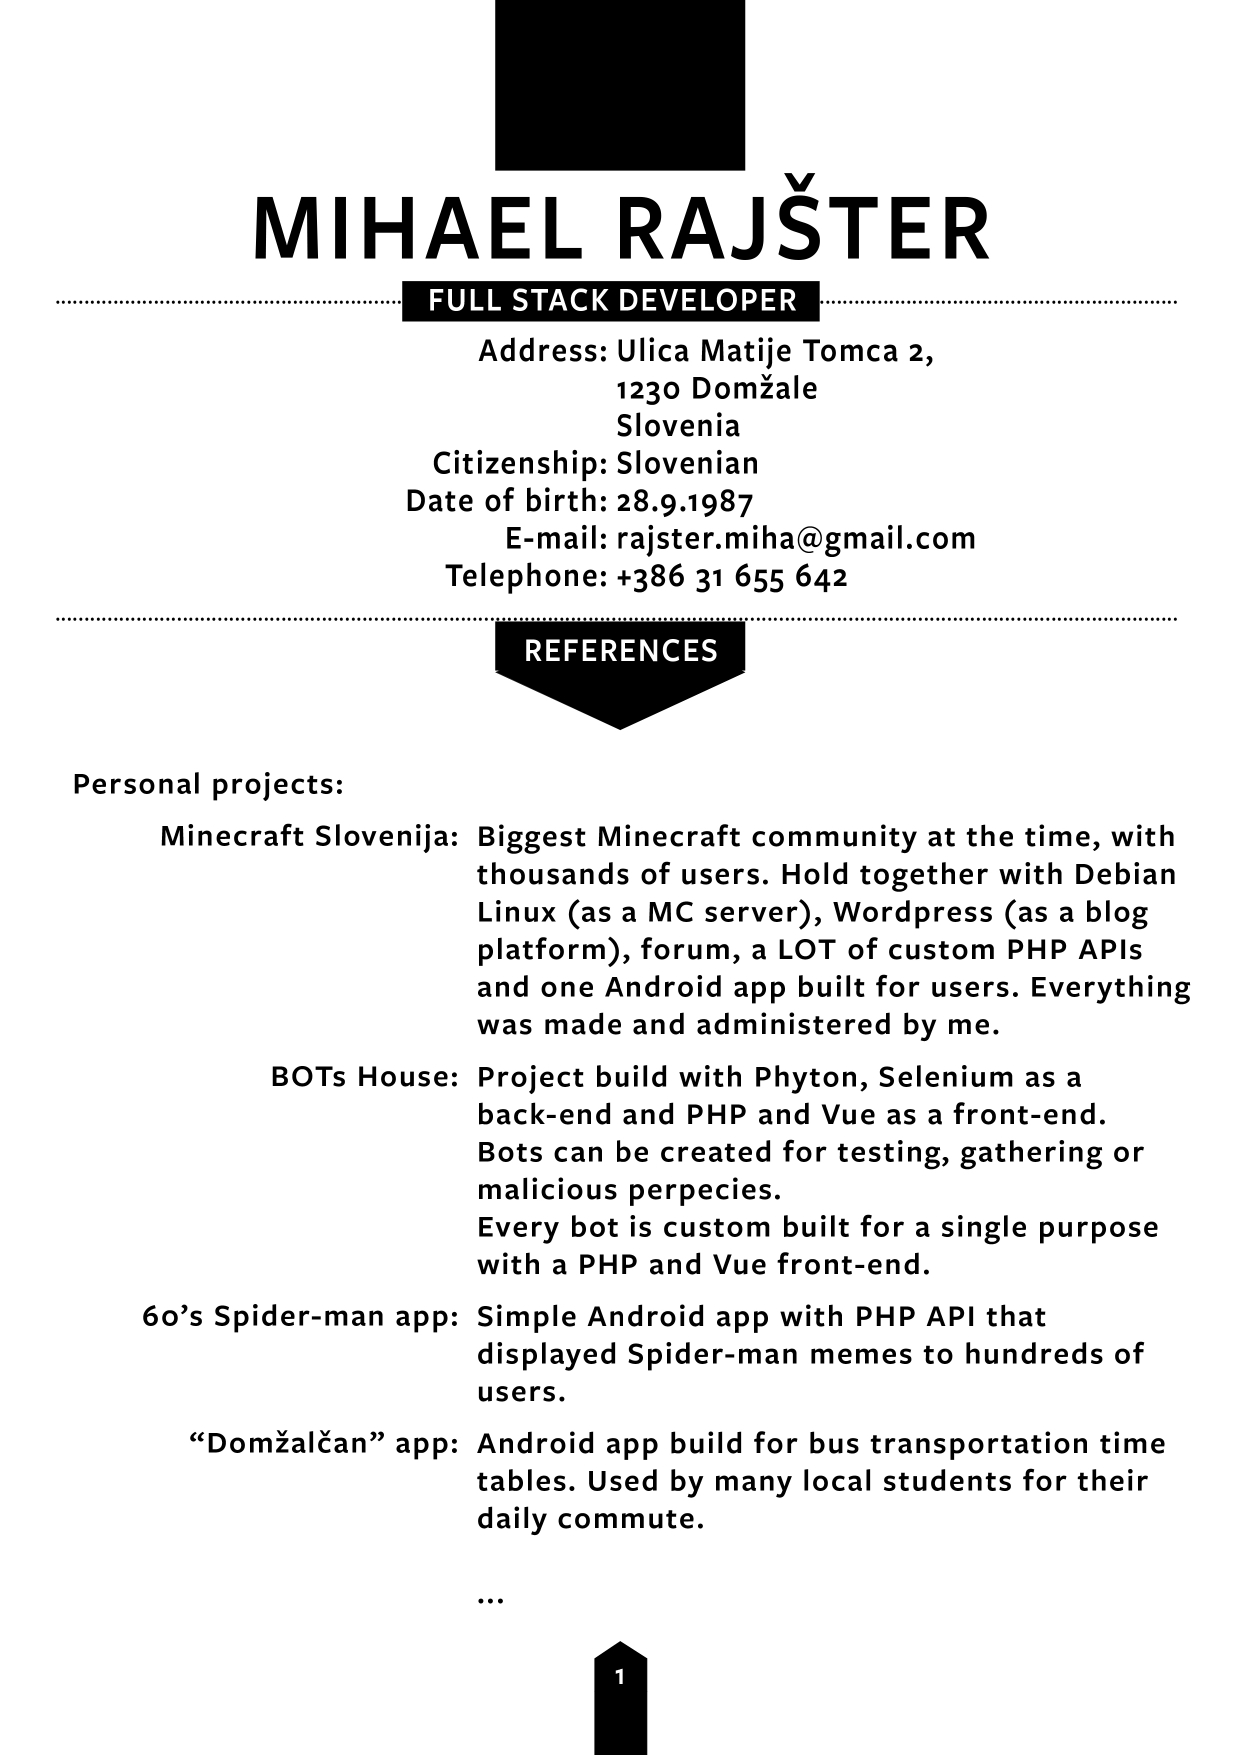 MIHAEL RAJŠTER
FULL STACK DEVELOPER
Address: Ulica Matije Tomca 2,
1230 Domžale
Slovenia
Citizenship: Slovenian
Date of birth: 28.9.1987
E-mail: rajster.miha@gmail.com
Telephone: +386 31 655 642
REFERENCES
Personal projects:
Minecraft Slovenija: Biggest Minecraft community at the time, with
thousands of users. Hold together with Debian
Linux (as a MC server), Wordpress (as a blog
platform), forum, a LOT of custom PHP APIs
and one Android app built for users. Everything
was made and administered by me.
BOTs House: Project build with Phyton, Selenium as a
back-end and PHP and Vue as a front-end.
Bots can be created for testing, gathering or
malicious perpecies.
Every bot is custom built for a single purpose
with a PHP and Vue front-end.
60’s Spider-man app: Simple Android app with PHP API that
displayed Spider-man memes to hundreds of
users.
“Domžalčan” app: Android app build for bus transportation time
tables. Used by many local students for their
daily commute.
...
1